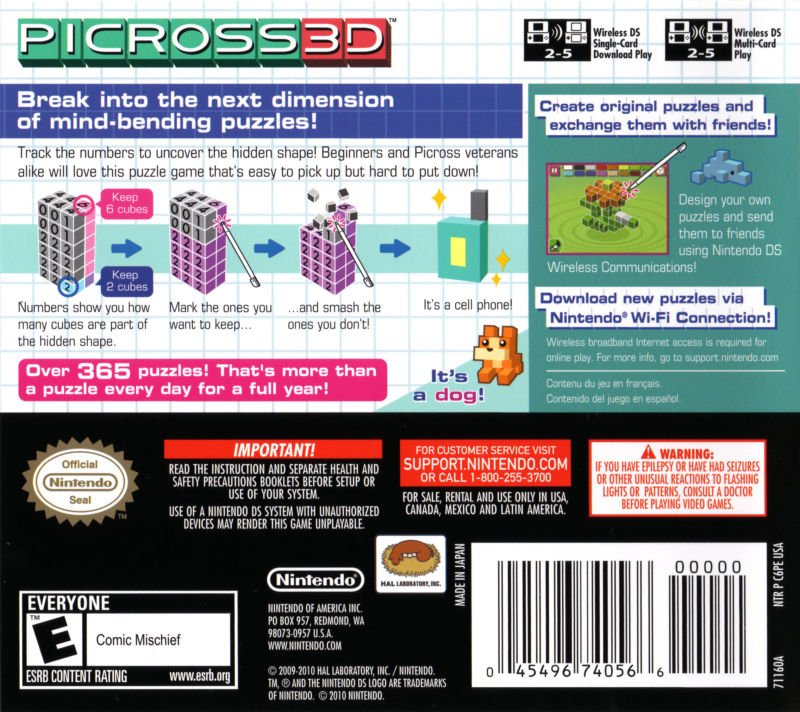 PICROSS 3D™
2-5
Wireless DS
Single-Card
Download Play
2-5
Wireless DS
Multi-Card
Play
Break into the next dimension
of mind-bending puzzles!
Track the numbers to uncover the hidden shape! Beginners and Picross veterans
alike will love this puzzle game that's easy to pick up but hard to put down!
Keep
6 cubes
Keep
2 cubes
Numbers show you how
many cubes are part of
the hidden shape.
Mark the ones you
want to keep...
...and smash the
ones you don't!
It's a cell phone!
Over 365 puzzles! That's more than
a puzzle every day for a full year!
It's
a dog!
Create original puzzles and
exchange them with friends!
Design your own
puzzles and send
them to friends
using Nintendo DS
Wireless Communications!
Download new puzzles via
Nintendo® Wi-Fi Connection!
Wireless broadband Internet access is required for
online play. For more info, go to support.nintendo.com
Contenu du jeu en français.
Contenido del juego en español.
Official
Nintendo
Seal
™
IMPORTANT!
READ THE INSTRUCTION AND SEPARATE HEALTH AND
SAFETY PRECAUTIONS BOOKLETS BEFORE SETUP OR
USE OF YOUR SYSTEM.
USE OF A NINTENDO DS SYSTEM WITH UNAUTHORIZED
DEVICES MAY RENDER THIS GAME UNPLAYABLE.
FOR CUSTOMER SERVICE VISIT
SUPPORT.NINTENDO.COM
OR CALL 1-800-255-3700
FOR SALE, RENTAL AND USE ONLY IN USA,
CANADA, MEXICO AND LATIN AMERICA.
WARNING:
IF YOU HAVE EPILEPSY OR HAVE HAD SEIZURES
OR OTHER UNUSUAL REACTIONS TO FLASHING
LIGHTS OR PATTERNS, CONSULT A DOCTOR
BEFORE PLAYING VIDEO GAMES.
EVERYONE
™
E
Comic Mischief
ESRB CONTENT RATING www.esrb.org
Nintendo®
HAL LABORATORY, INC.
NINTENDO OF AMERICA INC.
PO BOX 957, REDMOND, WA
98073-0957 U.S.A.
WWW.NINTENDO.COM
© 2009-2010 HAL LABORATORY, INC. / NINTENDO.
TM, ® AND THE NINTENDO DS LOGO ARE TRADEMARKS
OF NINTENDO. © 2010 NINTENDO.
MADE IN JAPAN
00000
0 45496 74056 6
NTR P C6PE USA
71160A